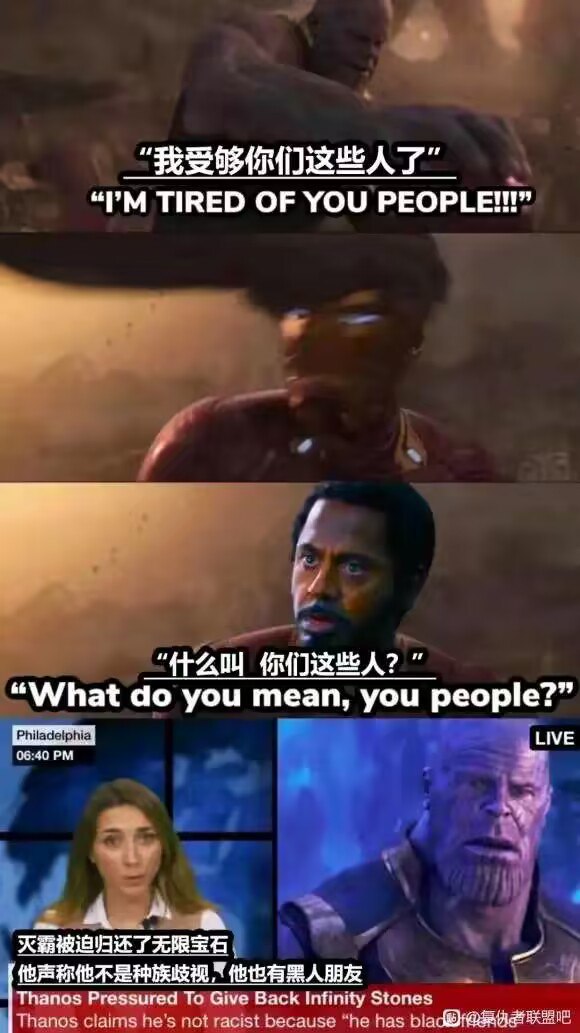 “我受够你们这些人了”
“I’M TIRED OF YOU PEOPLE!!!”
“什么叫 你们这些人？”
“What do you mean, you people?”
Philadelphia
06:40 PM
LIVE
灭霸被迫归还了无限宝石
他声称他不是种族歧视，他也有黑人朋友
Thanos Pressured To Give Back Infinity Stones
Thanos claims he's not racist because "he has black friends"
@复仇者联盟吧